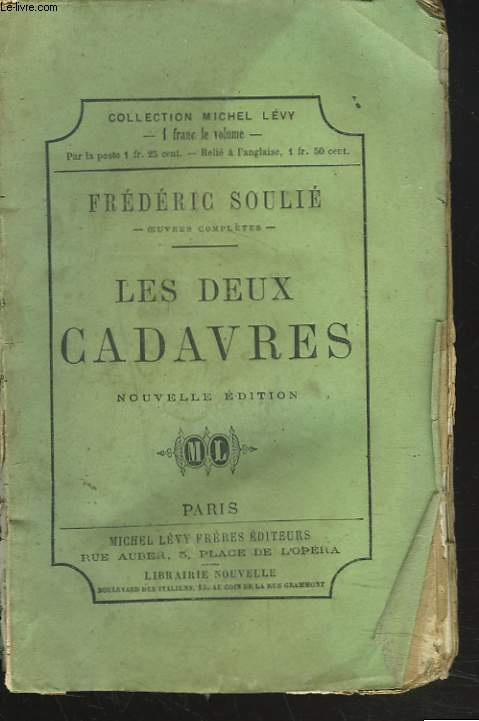 Le-livre.com
COLLECTION MICHEL LÉVY
— 1 franc le volume —
Par la poste 1 fr. 25 cent. — Relié à l'anglaise, 1 fr. 50 cent.
FRÉDÉRIC SOULIÉ
— ŒUVRES COMPLÈTES —
LES DEUX
CADAVRES
NOUVELLE ÉDITION
ML
PARIS
MICHEL LÉVY FRÈRES ÉDITEURS
RUE AUBER, 3, PLACE DE L'OPÉRA
LIBRAIRIE NOUVELLE
BOULEVARD DES ITALIENS, 15, AU COIN DE LA RUE GRAMMONT